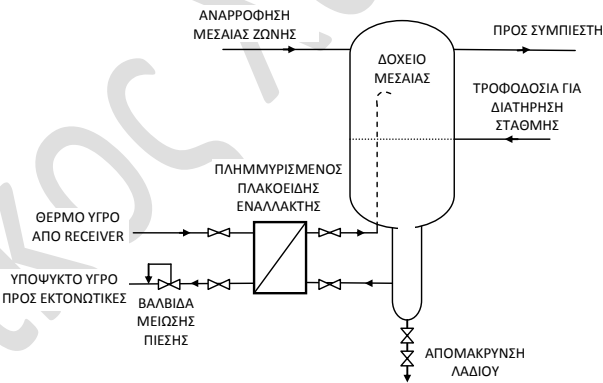 ΑΝΑΡΡΟΦΗΣΗ
ΜΕΣΑΙΑΣ ΖΩΝΗΣ
ΠΡΟΣ ΣΥΜΠΙΕΣΤΗ
ΔΟΧΕΙΟ
ΜΕΣΑΙΑΣ
ΤΡΟΦΟΔΟΣΙΑ ΓΙΑ
ΔΙΑΤΗΡΗΣΗ
ΣΤΑΘΜΗΣ
ΠΛΗΜΜΥΡΙΣΜΕΝΟΣ
ΠΛΑΚΟΕΙΔΗΣ
ΕΝΑΛΛΑΚΤΗΣ
ΘΕΡΜΟ ΥΓΡΟ
ΑΠΟ RECEIVER
ΥΠΟΨΥΚΤΟ ΥΓΡΟ
ΠΡΟΣ ΕΚΤΟΝΩΤΙΚΕΣ
ΒΑΛΒΙΔΑ
ΜΕΙΩΣΗΣ
ΠΙΕΣΗΣ
ΑΠΟΜΑΚΡΥΝΣΗ
ΛΑΔΙΟΥ